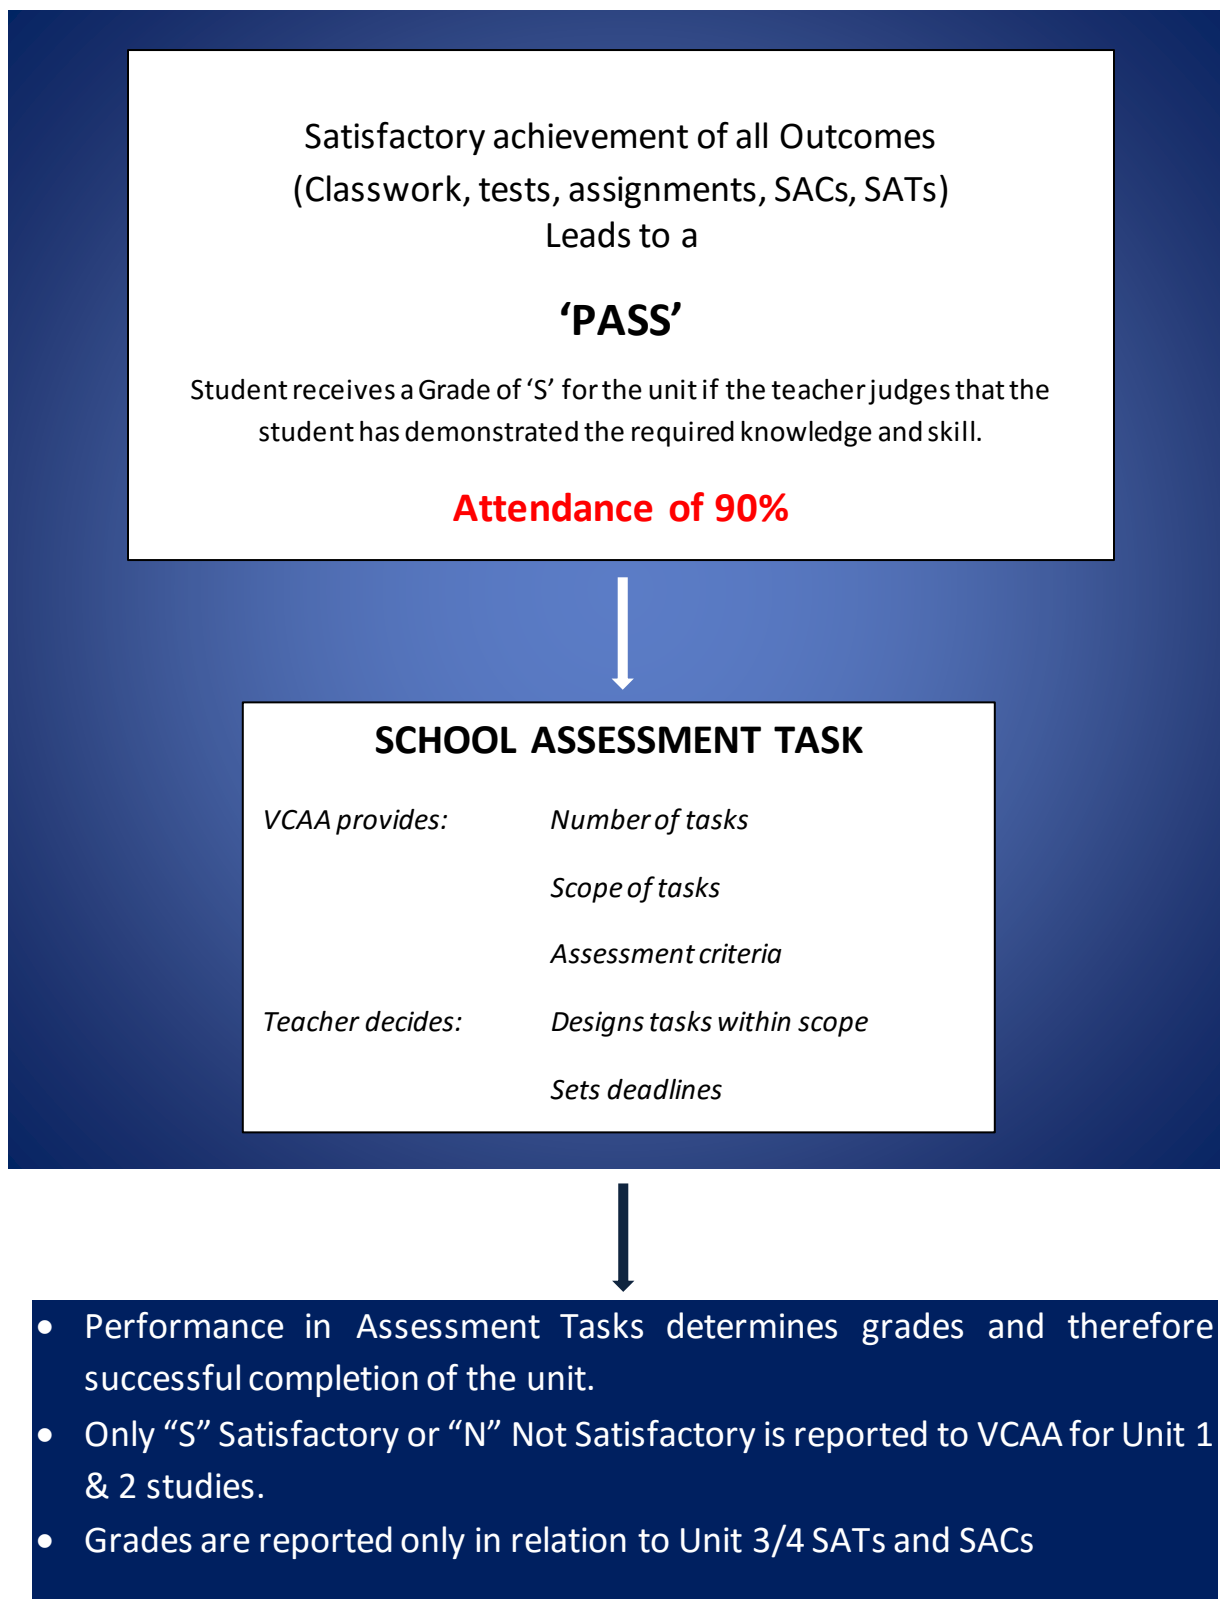 Satisfactory achievement of all Outcomes
(Classwork, tests, assignments, SACs, SATs)
Leads to a
‘PASS’
Student receives a Grade of ‘S’ for the unit if the teacher judges that the
student has demonstrated the required knowledge and skill.
Attendance of 90%
SCHOOL ASSESSMENT TASK
VCAA provides: Number of tasks
Scope of tasks
Assessment criteria
Teacher decides: Designs tasks within scope
Sets deadlines
• Performance in Assessment Tasks determines grades and therefore
successful completion of the unit.
• Only “S” Satisfactory or “N” Not Satisfactory is reported to VCAA for Unit 1
& 2 studies.
• Grades are reported only in relation to Unit 3/4 SATs and SACs